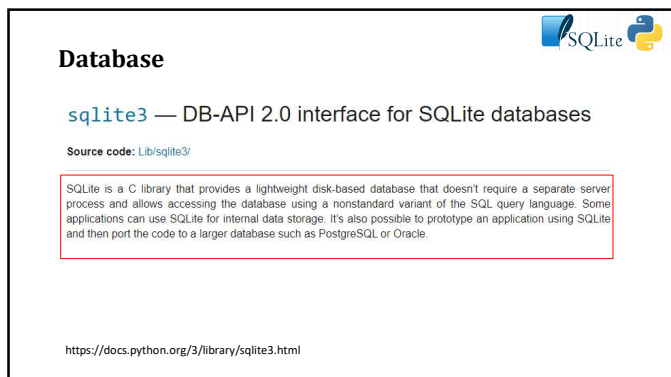 SQLite
Database
sqlite3 — DB-API 2.0 interface for SQLite databases
Source code: Lib/sqlite3/
SQLite is a C library that provides a lightweight disk-based database that doesn't require a separate server
process and allows accessing the database using a nonstandard variant of the SQL query language. Some
applications can use SQLite for internal data storage. It's also possible to prototype an application using SQLite
and then port the code to a larger database such as PostgreSQL or Oracle.
https://docs.python.org/3/library/sqlite3.html